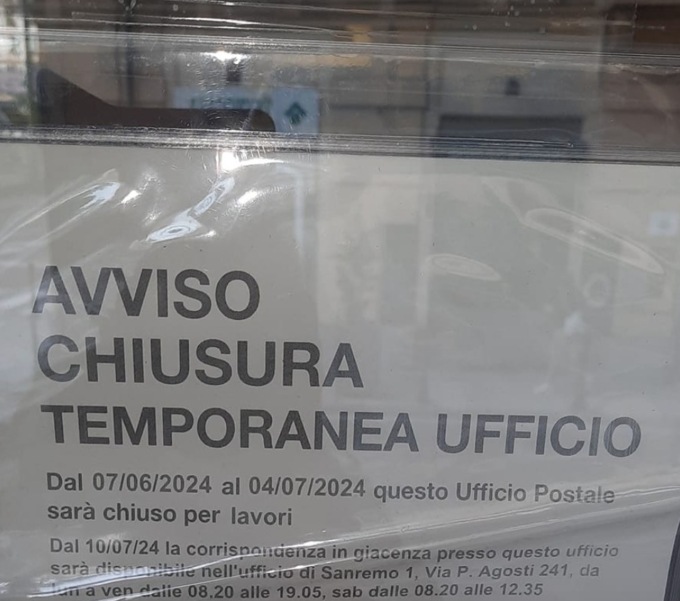 AVVISO
CHIUSURA
TEMPORANEA UFFICIO
Dal 07/06/2024 al 04/07/2024 questo Ufficio Postale
sarà chiuso per lavori
Dal 10/07/24 la corrispondenza in giacenza presso questo ufficio
sarà disponibile nell'ufficio di Sanremo 1, Via P. Agosti 241, da
lun a ven dalle 08.20 alle 19.05, sab dalle 08.20 alle 12.35